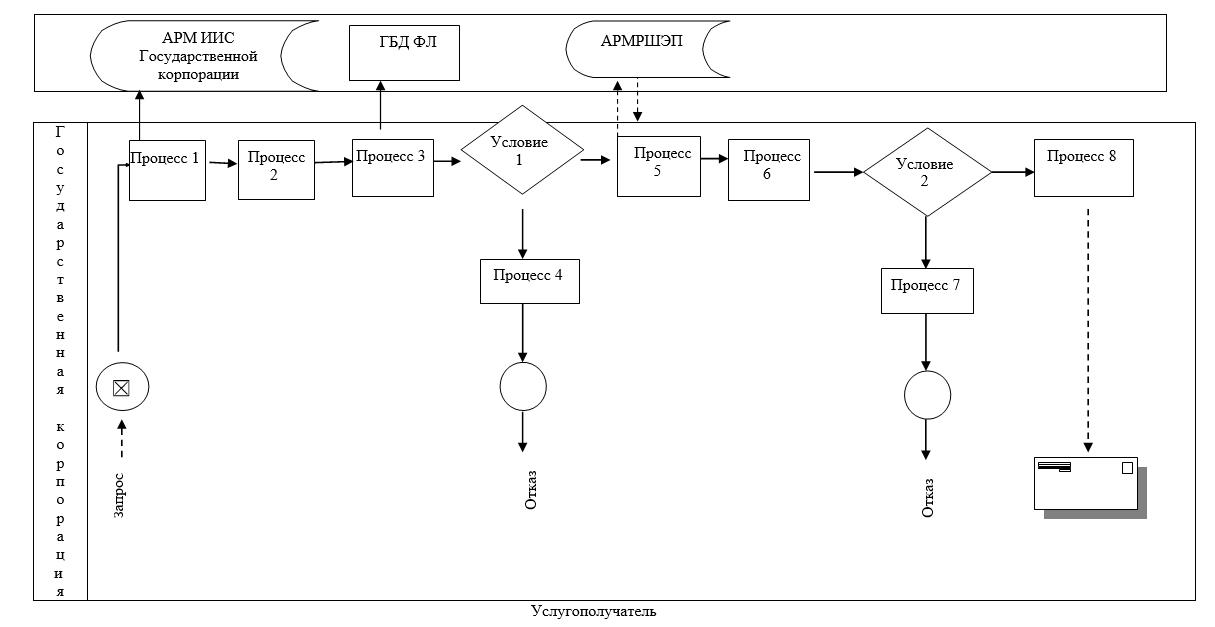 АРМ ИИС
Государственной
корпорации
ГБД ФЛ
АРМРШЭП
Государственная корпорация
Процесс 1
Процесс
2
Процесс 3
Условие
1
Процесс
5
Процесс
6
Условие
2
Процесс 8
Процесс 4
Процесс 7
Запрос
Отказ
Отказ
Услугополучатель